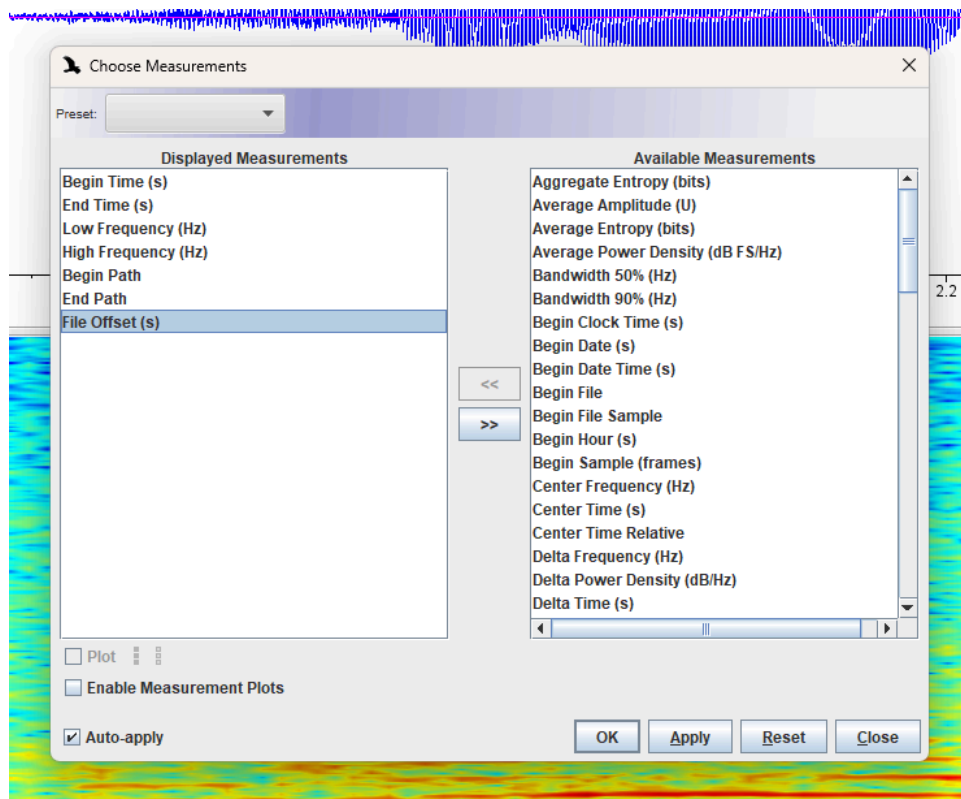 Choose Measurements
Preset:
Displayed Measurements
Begin Time (s)
End Time (s)
Low Frequency (Hz)
High Frequency (Hz)
Begin Path
End Path
File Offset (s)
<<
>>
Available Measurements
Aggregate Entropy (bits)
Average Amplitude (U)
Average Entropy (bits)
Average Power Density (dB FS/Hz)
Bandwidth 50% (Hz)
Bandwidth 90% (Hz)
Begin Clock Time (s)
Begin Date (s)
Begin Date Time (s)
Begin File
Begin File Sample
Begin Hour (s)
Begin Sample (frames)
Center Frequency (Hz)
Center Time (s)
Center Time Relative
Delta Frequency (Hz)
Delta Power Density (dB/Hz)
Delta Time (s)
2.2
Plot
Enable Measurement Plots
Auto-apply
OK Apply Reset Close